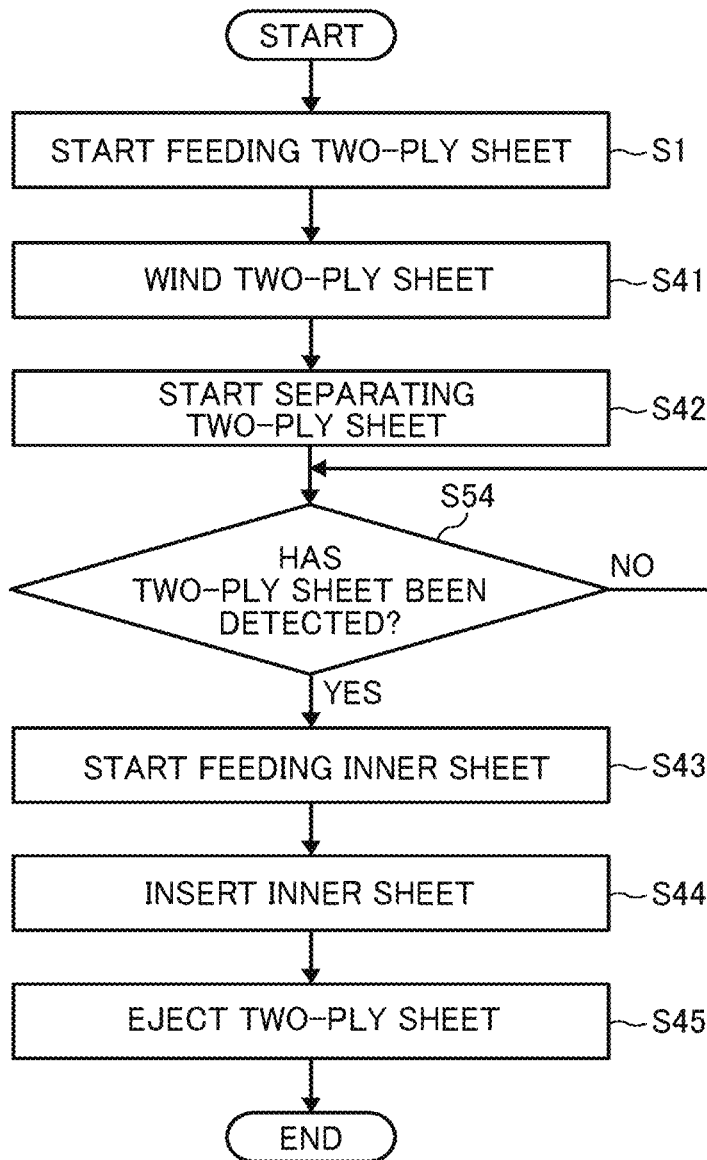 START
START FEEDING TWO-PLY SHEET
S1
WIND TWO-PLY SHEET
S41
START SEPARATING
TWO-PLY SHEET
S42
S54
HAS
TWO-PLY SHEET BEEN
DETECTED?
NO
YES
START FEEDING INNER SHEET
S43
INSERT INNER SHEET
S44
EJECT TWO-PLY SHEET
S45
END